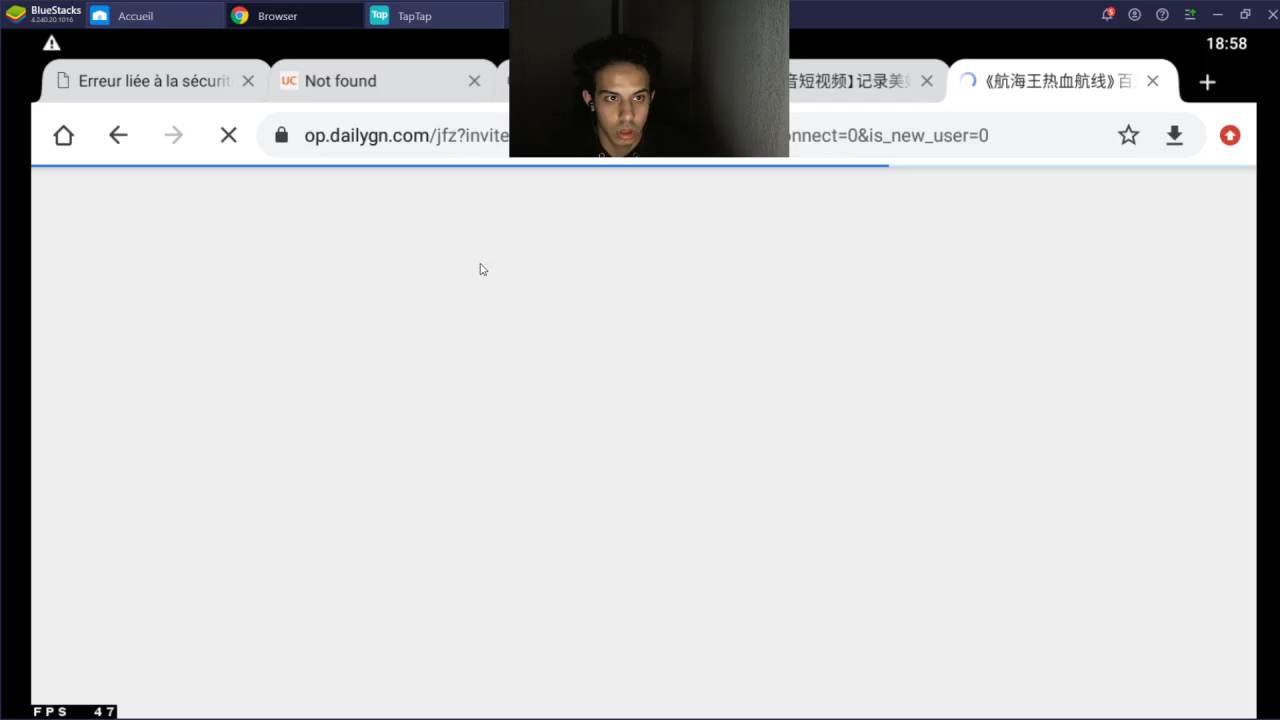 BlueStacks
4.240.20.1016
Accueil
Browser
Tap
TapTap
5
18:58
Erreur liée à la sécurit
UC
Not found
音短视频】记录美
《航海王热血航线》百
op.dailygn.com/jfz?invite
nnect=0&is_new_user=0
FPS 47